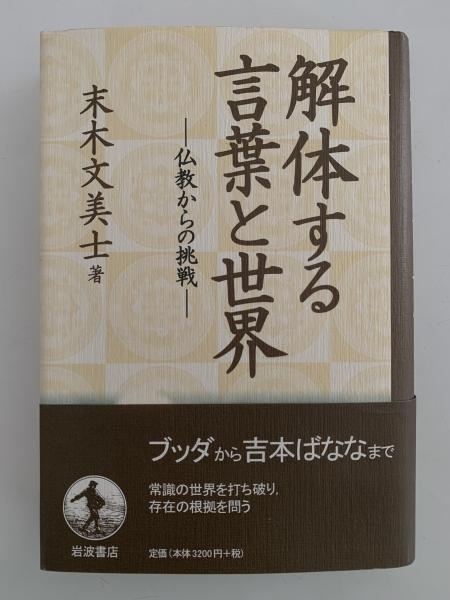 解体する
言葉と世界
—仏教からの挑戦—
末木文美士 著
ブッダから吉本ばななまで
常識の世界を打ち破り,
存在の根拠を問う
岩波書店
定価(本体3200円+税)